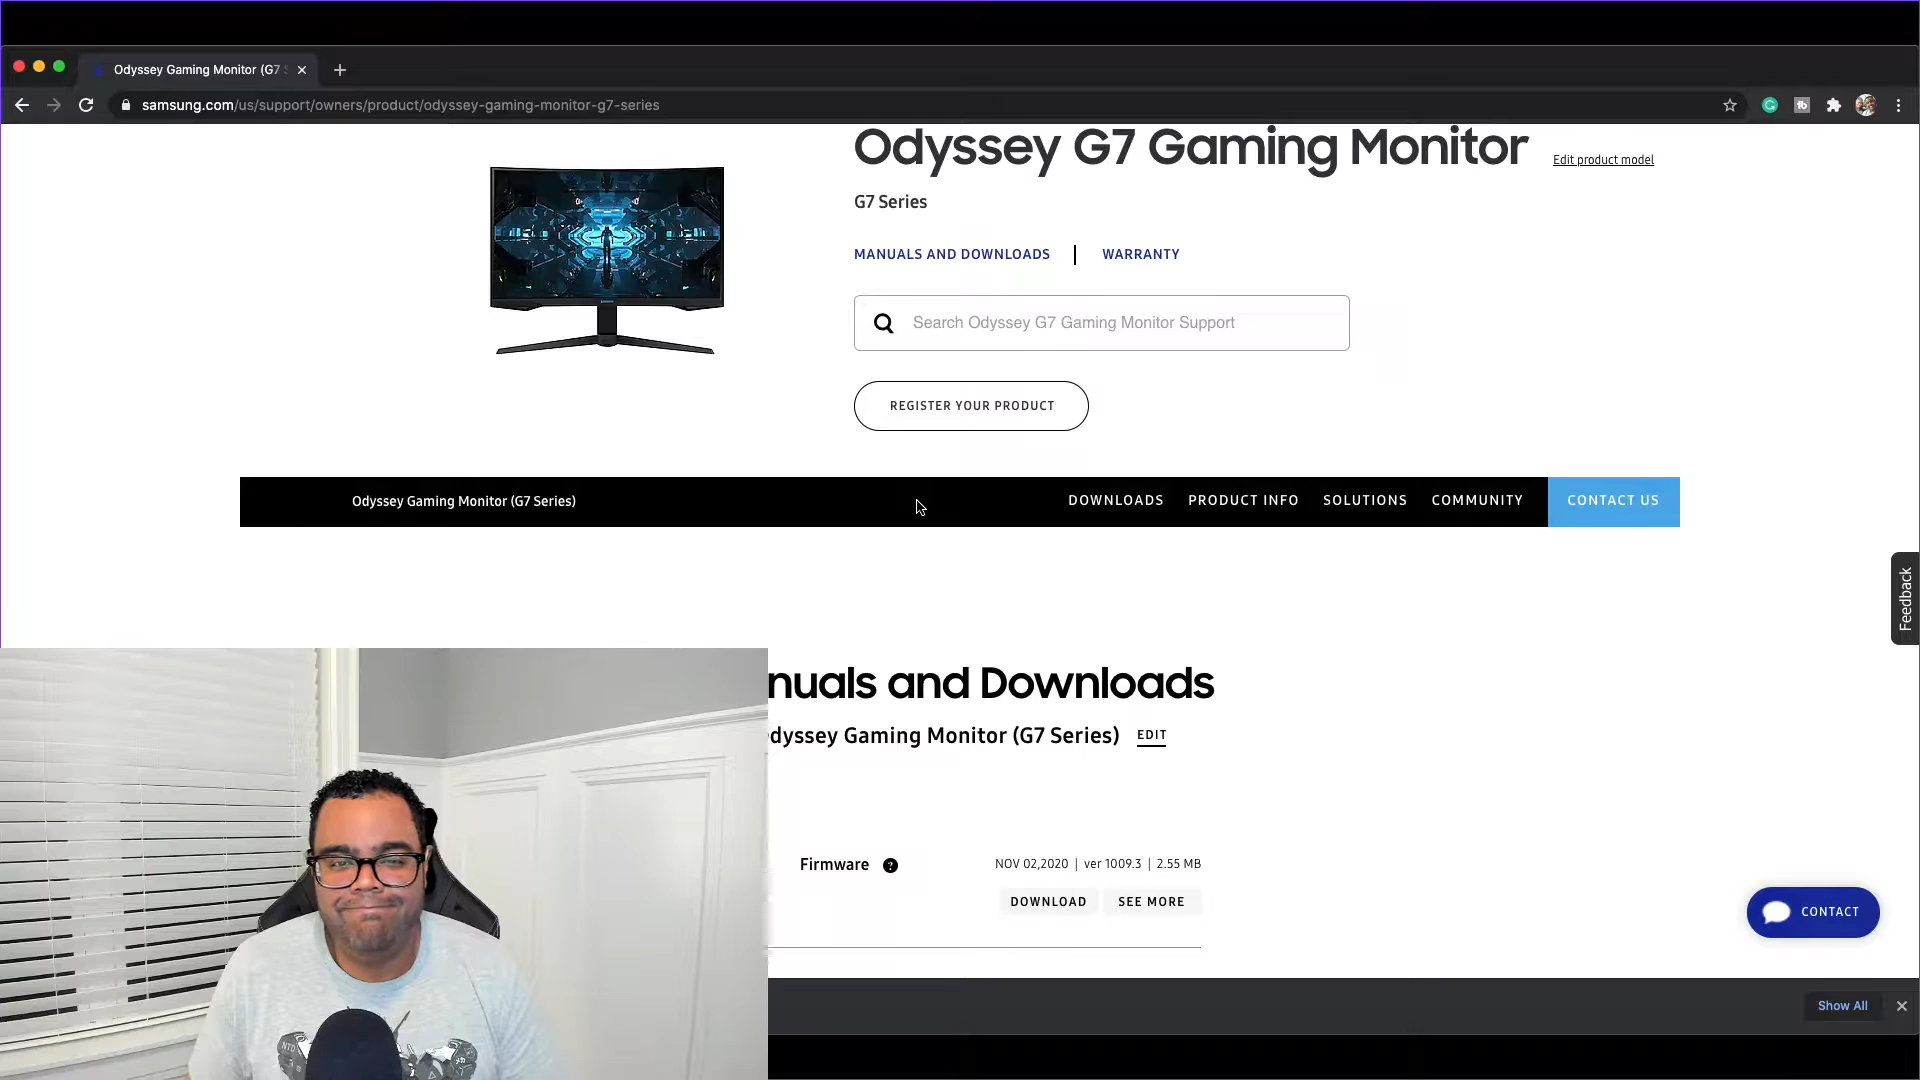 Odyssey Gaming Monitor (G7 S
samsung.com/us/support/owners/product/odyssey-gaming-monitor-g7-series
Odyssey G7 Gaming Monitor
Edit product model
G7 Series
MANUALS AND DOWNLOADS | WARRANTY
Search Odyssey G7 Gaming Monitor Support
REGISTER YOUR PRODUCT
Odyssey Gaming Monitor (G7 Series)
DOWNLOADS PRODUCT INFO SOLUTIONS COMMUNITY CONTACT US
Feedback
nuals and Downloads
dyssey Gaming Monitor (G7 Series) EDIT
Firmware ? NOV 02,2020 | ver 1009.3 | 2.55 MB
DOWNLOAD SEE MORE
CONTACT
Show All
NTD